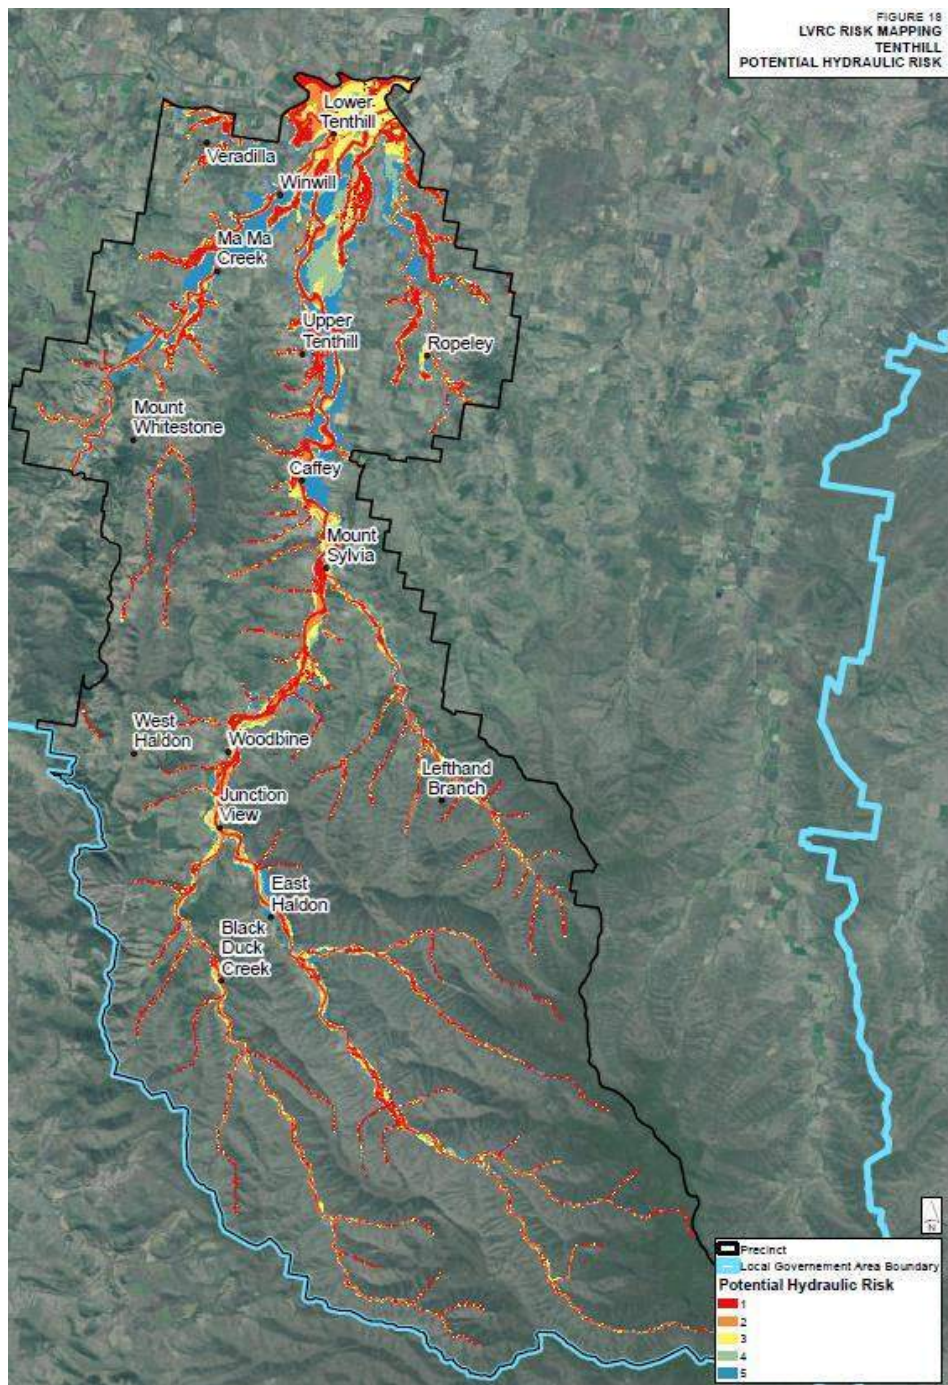 FIGURE 18
LVRC RISK MAPPING
TENTHILL
POTENTIAL HYDRAULIC RISK
Lower
Tenthill
Veradilla
Winwill
Ma Ma
Creek
Upper
Tenthill
Ropeley
Mount
Whitestone
Caffey
Mount
Sylvia
West
Haldon
Woodbine
Lefthand
Branch
Junction
View
East
Haldon
Black
Duck
Creek
N
Precinct
Local Governement Area Boundary
Potential Hydraulic Risk
1
2
3
4
5